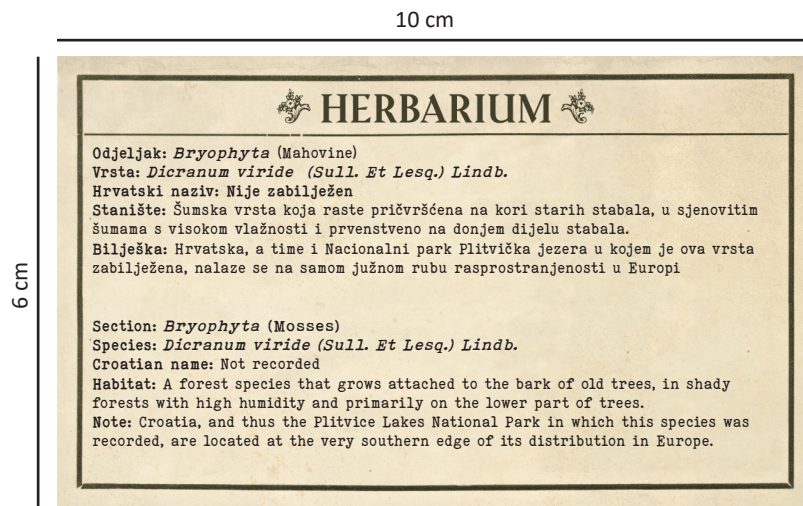 10 cm
6 cm
HERBARIUM
Odjeljak: Bryophyta (Mahovine)
Vrsta: Dicranum viride (Sull. Et Lesq.) Lindb.
Hrvatski naziv: Nije zabilježen
Stanište: Šumska vrsta koja raste pričvršćena na kori starih stabala, u sjenovitim
šumama s visokom vlažnosti i prvenstveno na donjem dijelu stabala.
Bilješka: Hrvatska, a time i Nacionalni park Plitvička jezera u kojem je ova vrsta
zabilježena, nalaze se na samom južnom rubu rasprostranjenosti u Europi
Section: Bryophyta (Mosses)
Species: Dicranum viride (Sull. Et Lesq.) Lindb.
Croatian name: Not recorded
Habitat: A forest species that grows attached to the bark of old trees, in shady
forests with high humidity and primarily on the lower part of trees.
Note: Croatia, and thus the Plitvice Lakes National Park in which this species was
recorded, are located at the very southern edge of its distribution in Europe.